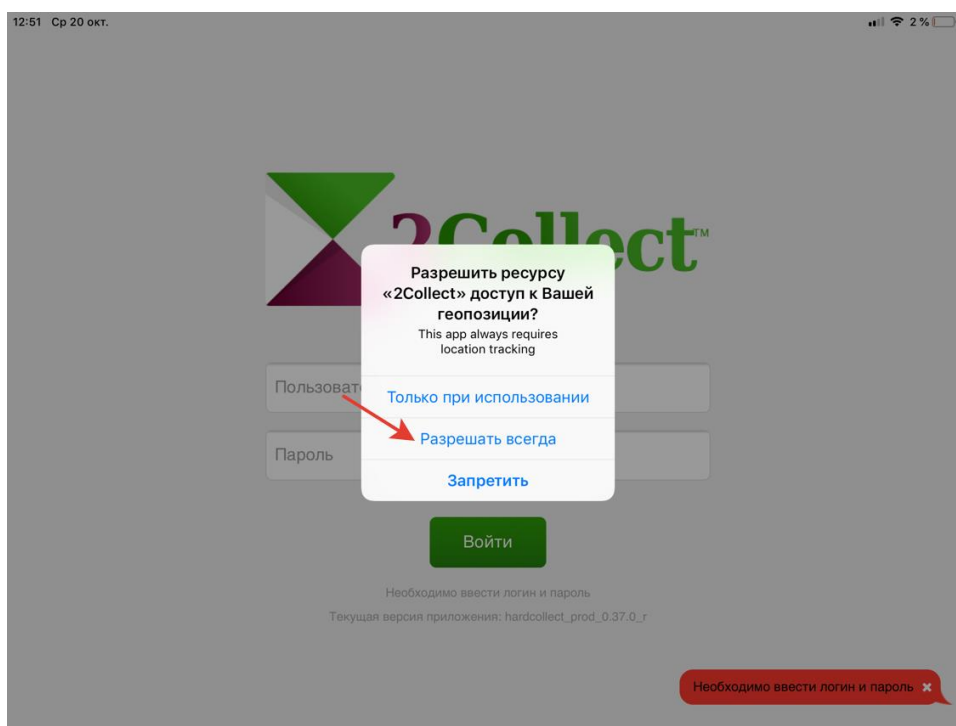 12:51 Ср 20 окт.
2 %
2Collect™
Разрешить ресурсу
«2Collect» доступ к Вашей
геопозиции?
This app always requires
location tracking
Пользоват
Только при использовании
Разрешать всегда
Пароль
Запретить
Войти
Необходимо ввести логин и пароль
Текущая версия приложения: hardcollect_prod_0.37.0_r
Необходимо ввести логин и пароль ×